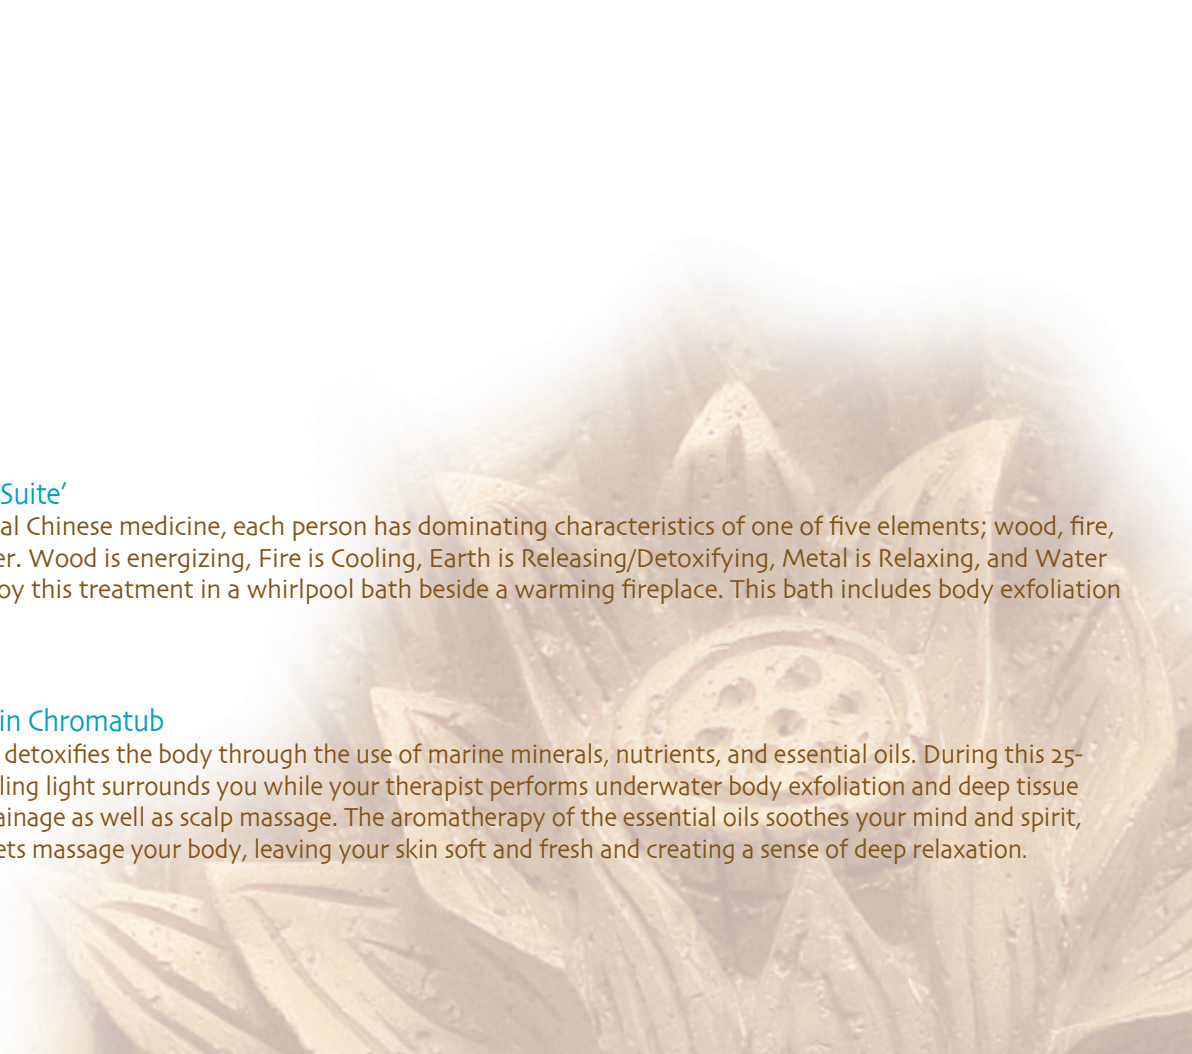 Suite’
al Chinese medicine, each person has dominating characteristics of one of five elements; wood, fire,
er. Wood is energizing, Fire is Cooling, Earth is Releasing/Detoxifying, Metal is Relaxing, and Water
oy this treatment in a whirlpool bath beside a warming fireplace. This bath includes body exfoliation
in Chromatub
detoxifies the body through the use of marine minerals, nutrients, and essential oils. During this 25-
ling light surrounds you while your therapist performs underwater body exfoliation and deep tissue
ainage as well as scalp massage. The aromatherapy of the essential oils soothes your mind and spirit,
ets massage your body, leaving your skin soft and fresh and creating a sense of deep relaxation.